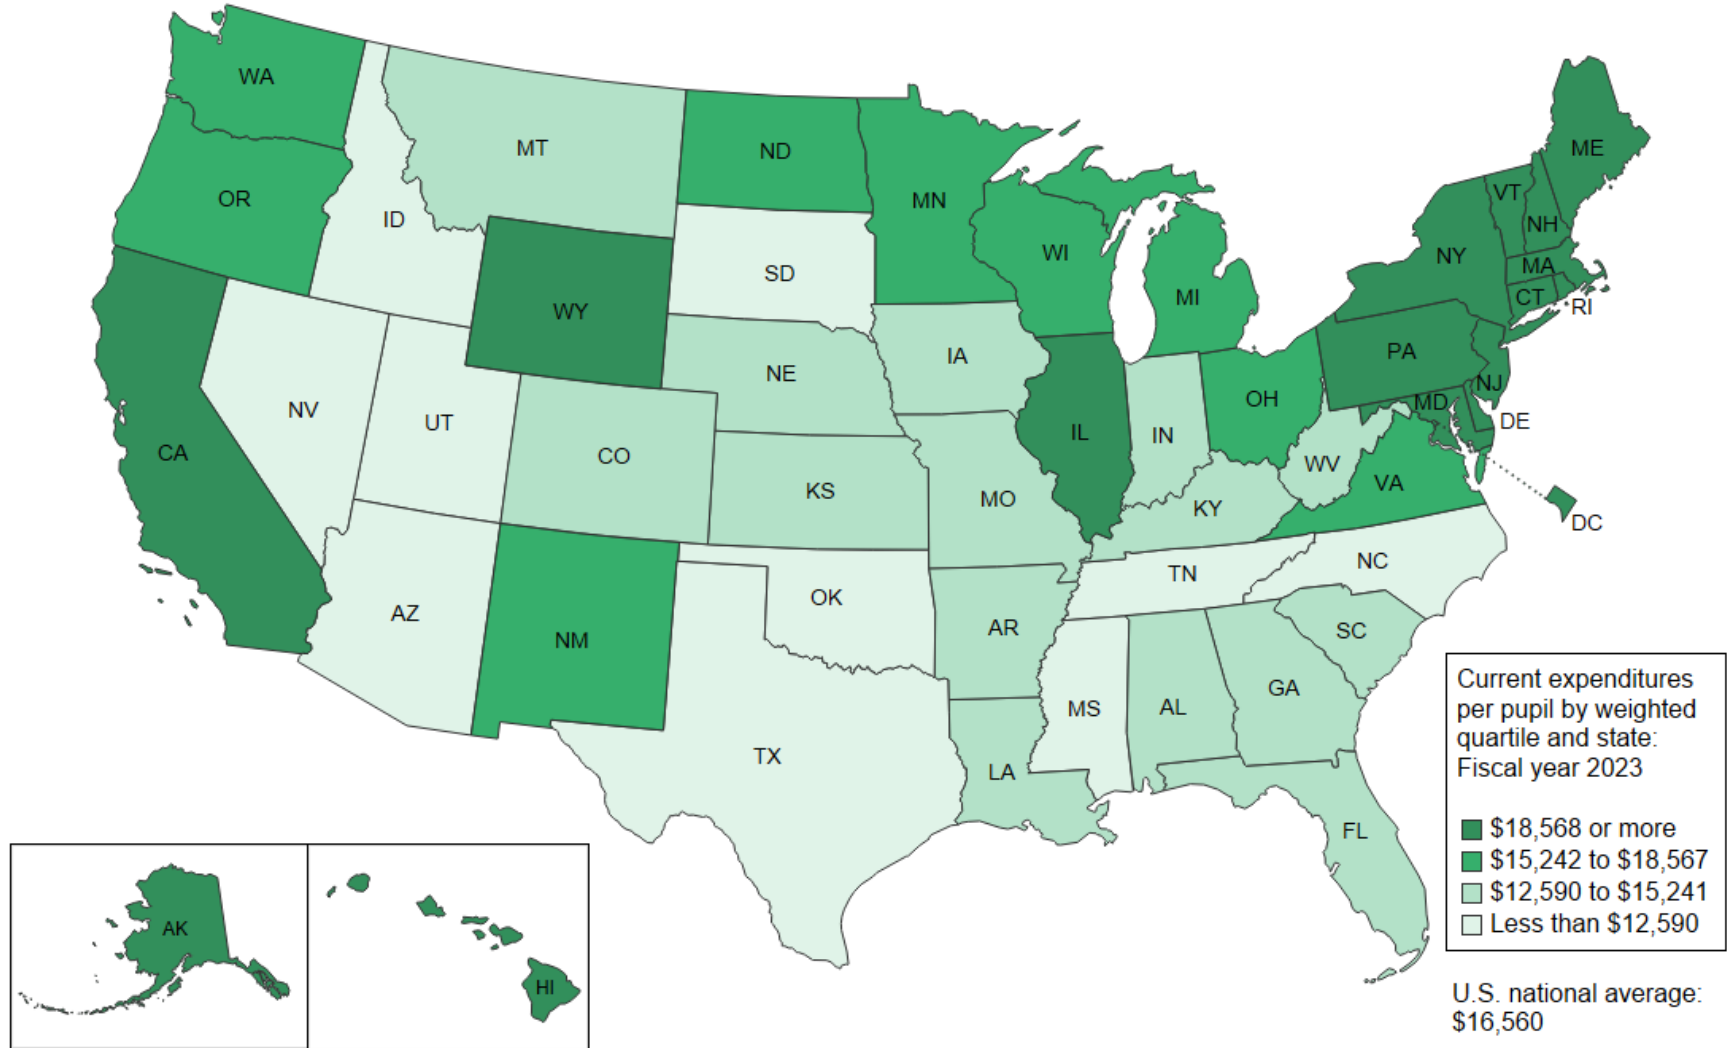 WA
MT
ND
ME
OR
ID
MN
VT
NH
WI
NY
SD
MA
WY
MI
CT
RI
IA
PA
NE
NJ
NV
UT
OH
MD
DE
CA
CO
IL
IN
WV
KS
MO
KY
VA
DC
AZ
OK
TN
NC
NM
AR
SC
MS
AL
GA
TX
LA
FL
AK
HI
Current expenditures
per pupil by weighted
quartile and state:
Fiscal year 2023
$18,568 or more
$15,242 to $18,567
$12,590 to $15,241
Less than $12,590
U.S. national average:
$16,560